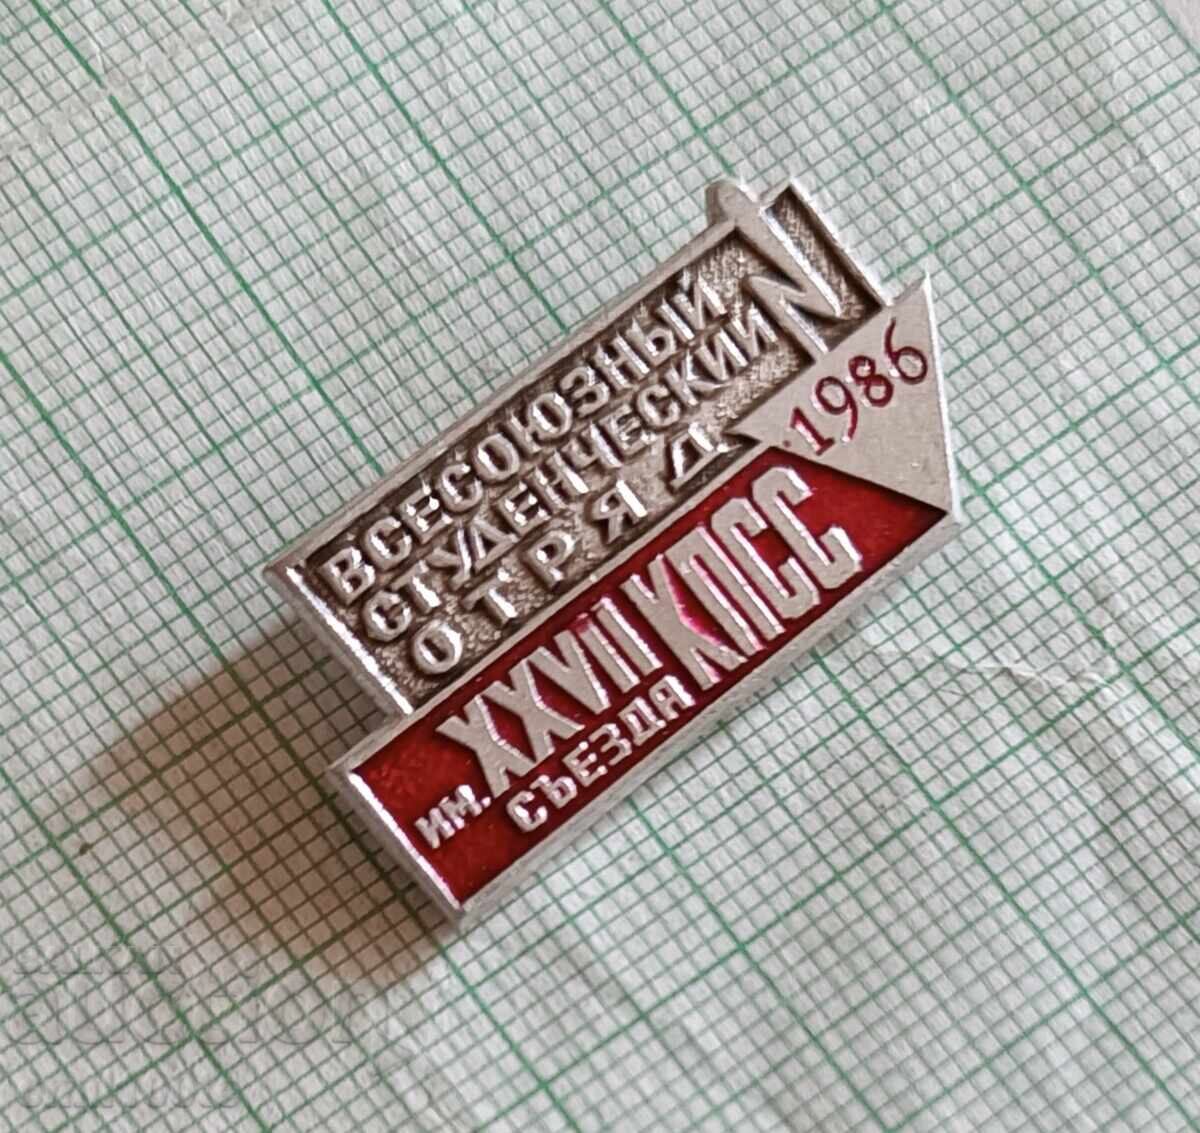 ВСЕСОЮЗНЫЙ
СТУДЕНЧЕСКИЙ
ОТРЯД
1986
ИМ. XXVII КПСС
СЪЕЗДА